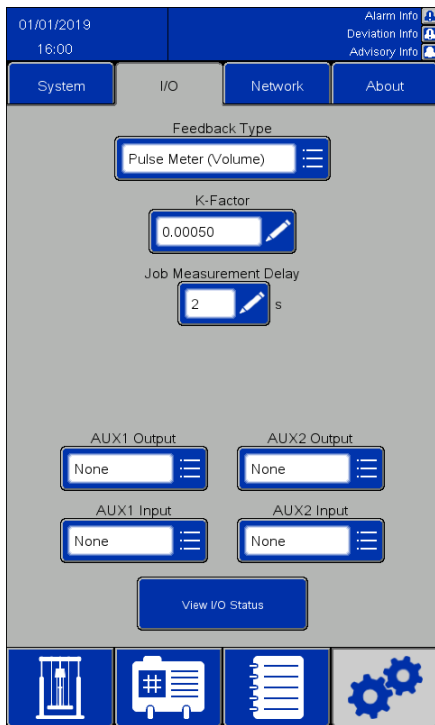 01/01/2019
16:00
Alarm Info
Deviation Info
Advisory Info
System
I/O
Network
About
Feedback Type
Pulse Meter (Volume)
K-Factor
0.00050
Job Measurement Delay
2 s
AUX1 Output
AUX2 Output
None
None
AUX1 Input
AUX2 Input
None
None
View I/O Status
#